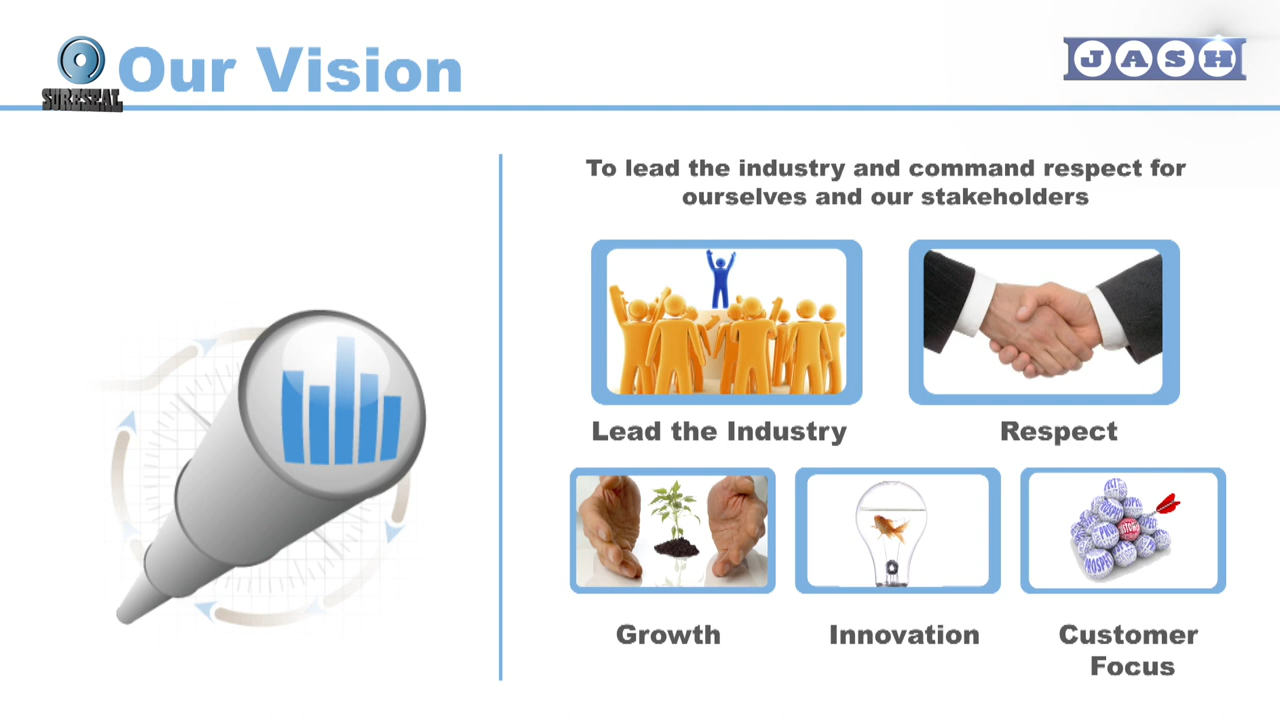 Our Vision
SURESEAL
JASH
To lead the industry and command respect for
ourselves and our stakeholders
Lead the Industry
Respect
Growth
Innovation
Customer
Focus